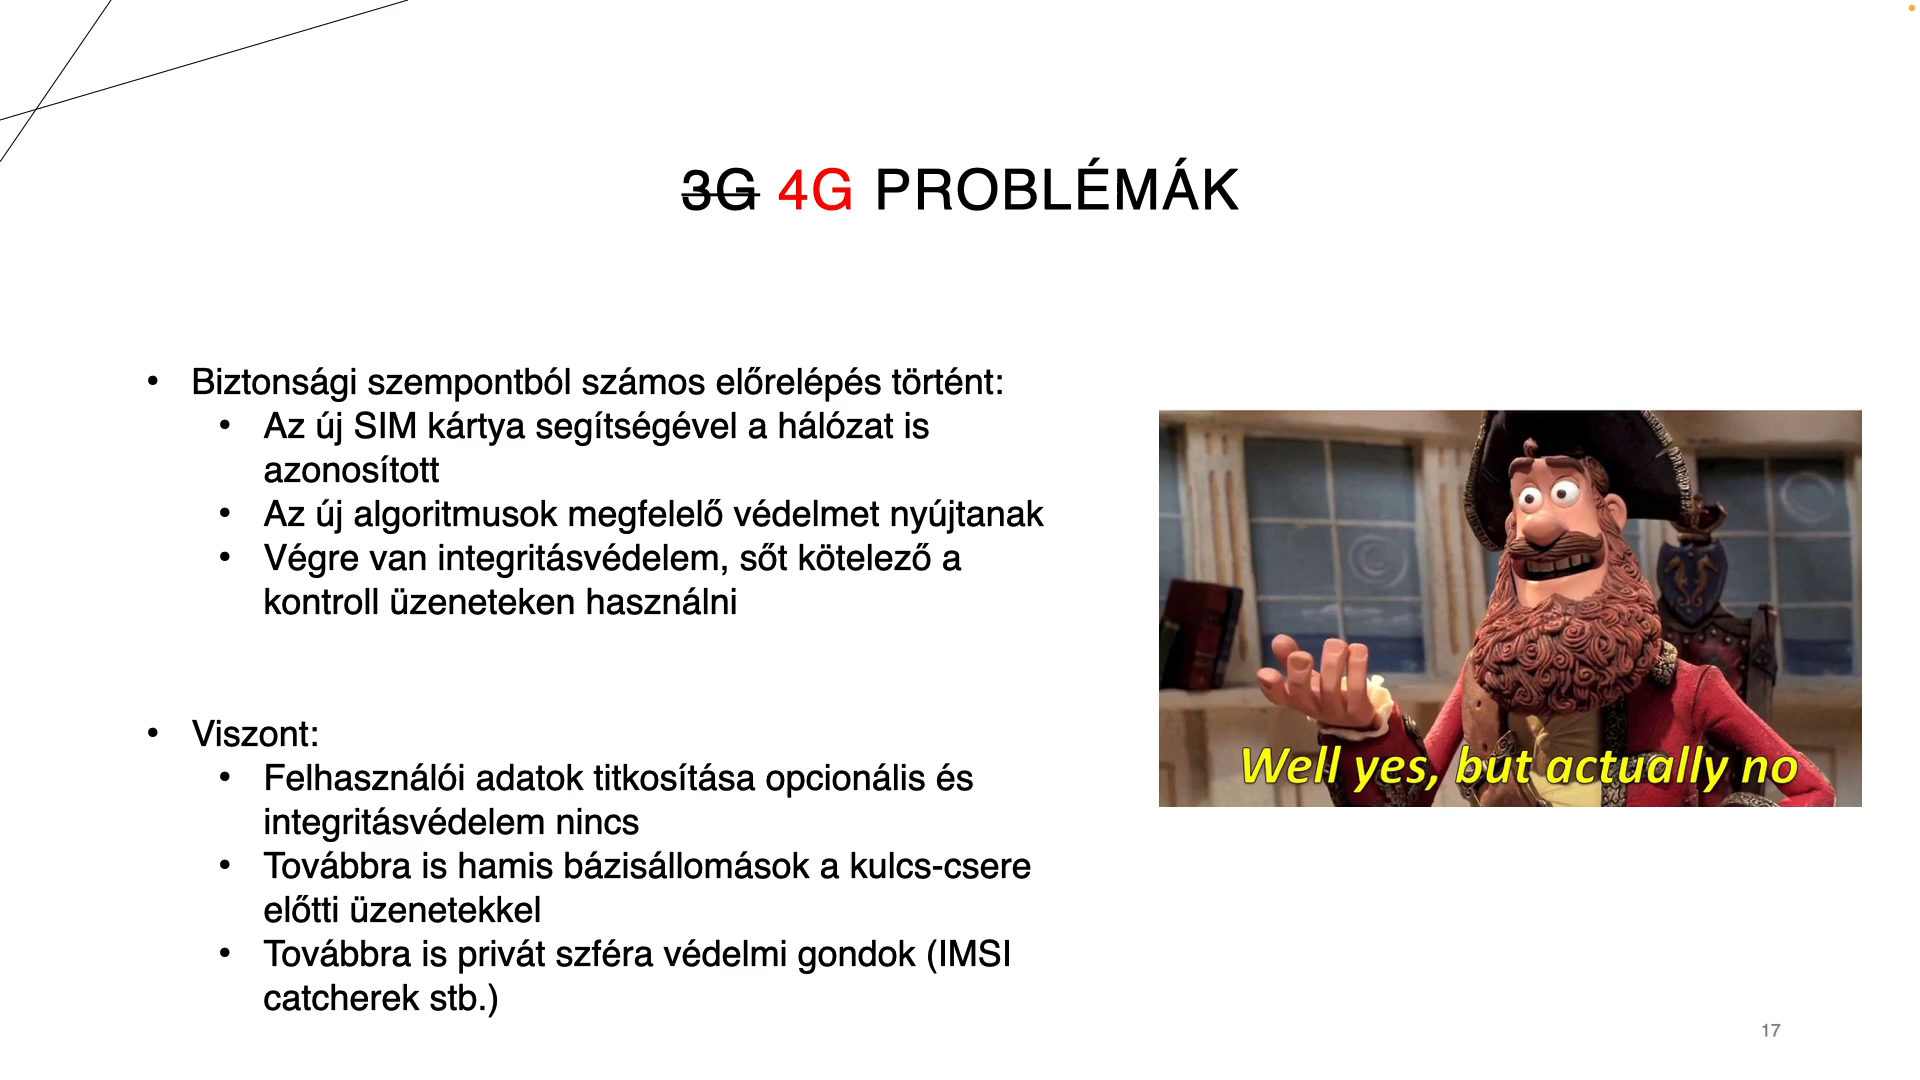 3G 4G PROBLÉMÁK
• Biztonsági szempontból számos előrelépés történt:
• Az új SIM kártya segítségével a hálózat is
azonosított
• Az új algoritmusok megfelelő védelmet nyújtanak
• Végre van integritásvédelem, sőt kötelező a
kontroll üzeneteken használni
• Viszont:
• Felhasználói adatok titkosítása opcionális és
integritásvédelem nincs
• Továbbra is hamis bázisállomások a kulcs-csere
előtti üzenetekkel
• Továbbra is privát szféra védelmi gondok (IMSI
catcherek stb.)
Well yes, but actually no
17